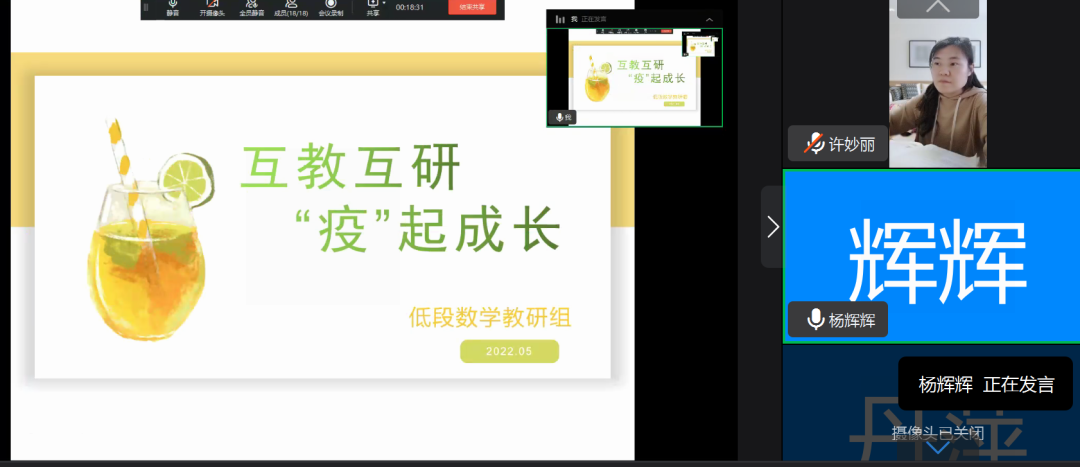 静音
开摄像头
全员静音
成员(18/18)
会议录制
共享
00:18:31
结束共享
我 正在发言
互教互研
“疫”起成长
我
互教互研
“疫”起成长
低段数学教研组
2022.05
许妙丽
辉辉
杨辉辉
杨辉辉 正在发言
丹萍
摄像头已关闭